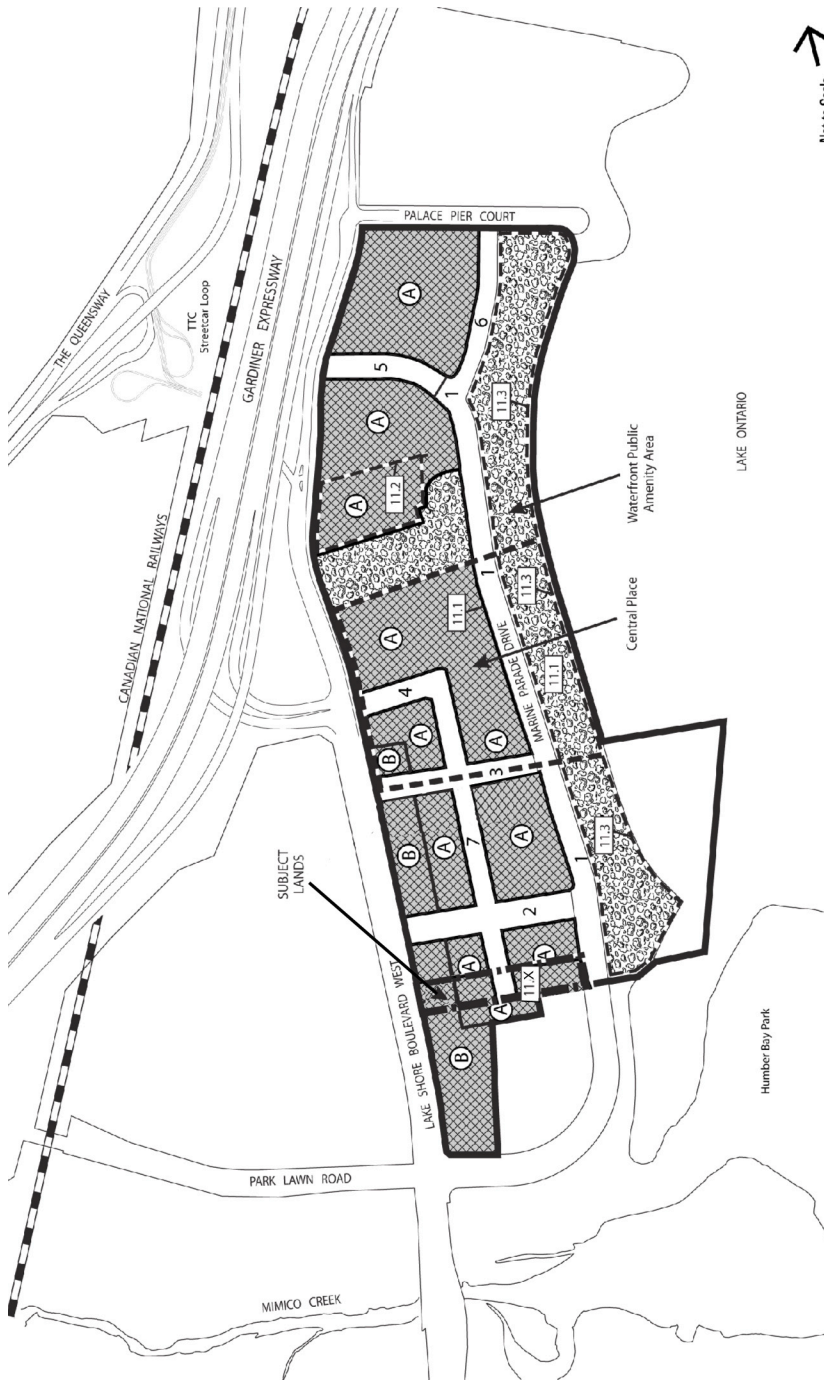 THE QUEENSWAY
TTC
Streetcar Loop
CANADIAN NATIONAL RAILWAYS
GARDINER EXPRESSWAY
PALACE PIER COURT
A
5
6
1
A
A
11.2
11.3
Waterfront Public
Amenity Area
LAKE ONTARIO
A
11.1
1
MARINE PARADE DRIVE
11.3
Central Place
11.1
4
B
A
A
3
SUBJECT
LANDS
B
A
7
A
1
11.3
2
LAKE SHORE BOULEVARD WEST
A
A
11.X
A
B
Humber Bay Park
PARK LAWN ROAD
MIMICO CREEK